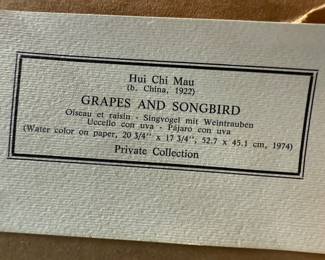 Hui Chi Mau
(b. China, 1922)
GRAPES AND SONGBIRD
Oiseau et raisin - Singvogel mit Weintrauben
Uccello con uva - Pájaro con uva
(Water color on paper, 20 3/4" x 17 3/4", 52.7 x 45.1 cm, 1974)
Private Collection